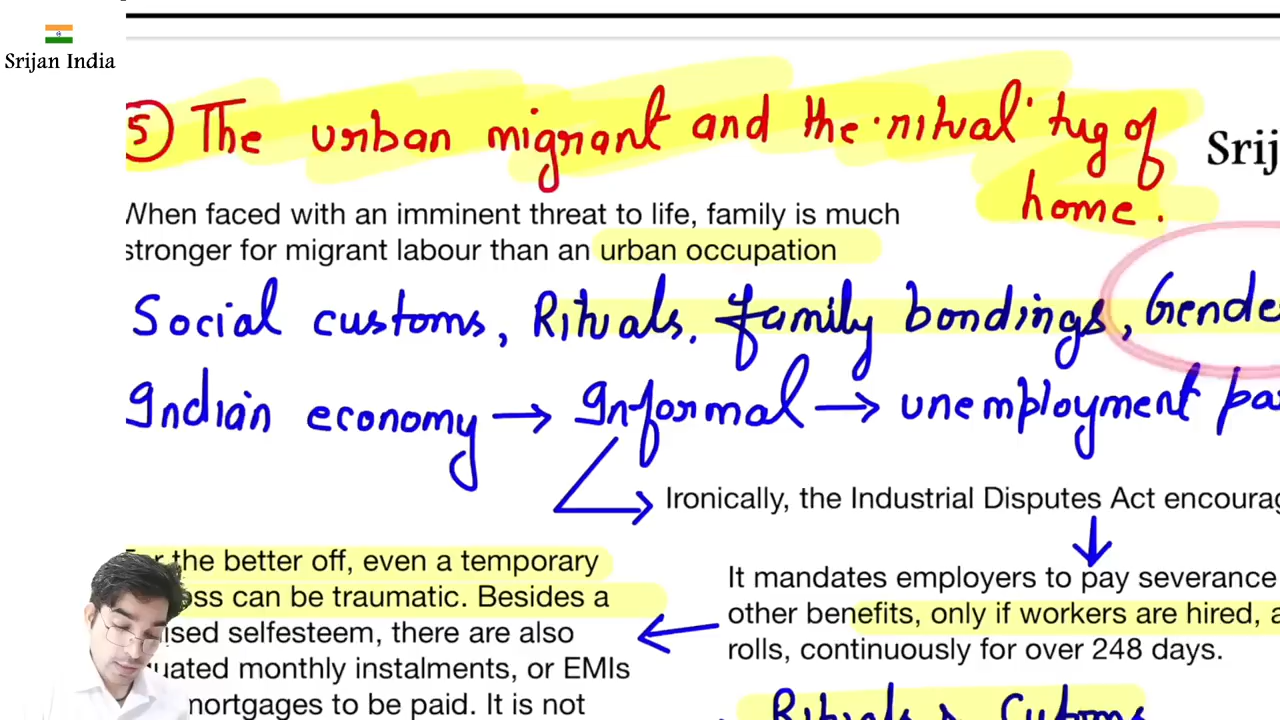 Srijan India
5 The urban migrant and the 'ritual' tug of
home.
When faced with an imminent threat to life, family is much
stronger for migrant labour than an urban occupation
Social customs, Rituals, family bondings, Gende
Indian economy → Informal → unemployment pa
Ironically, the Industrial Disputes Act encourag
the better off, even a temporary
can be traumatic. Besides a
selfesteem, there are also
monthly instalments, or EMIs
mortgages to be paid. It is not
It mandates employers to pay severance
other benefits, only if workers are hired, a
rolls, continuously for over 248 days.
Rituals > Cutoms
Srij